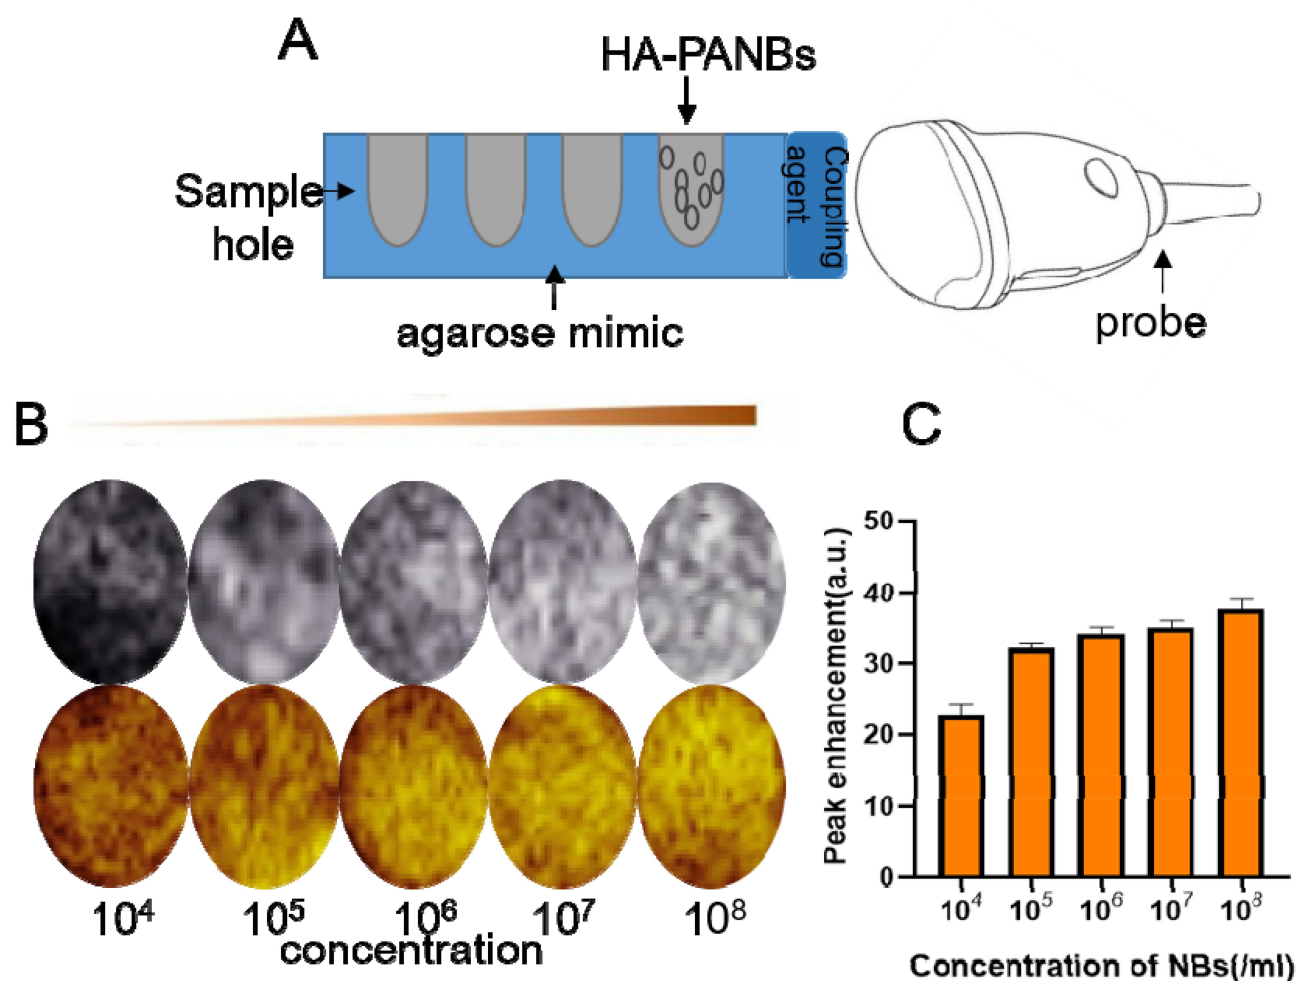 A
HA-PANBs
Sample
hole
Coupling
agent
agarose mimic
probe
B
10⁴ 10⁵ 10⁶ 10⁷ 10⁸
concentration
C
Peak enhancement(a.u.)
50
40
30
20
10
0
10⁴ 10⁵ 10⁶ 10⁷ 10⁸
Concentration of NBs(/ml)